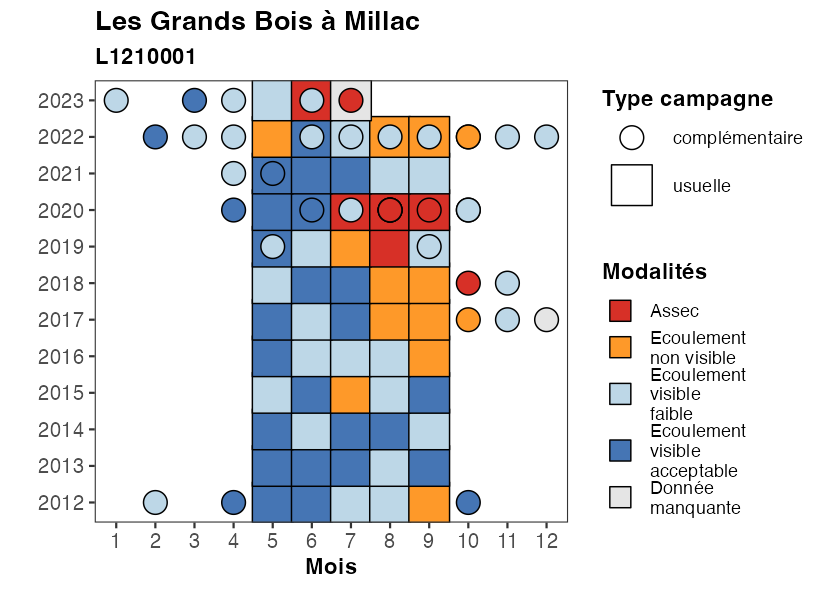 Les Grands Bois à Millac
L1210001
2023
2022
2021
2020
2019
2018
2017
2016
2015
2014
2013
2012
1 2 3 4 5 6 7 8 9 10 11 12
Mois
Type campagne
complémentaire
usuelle
Modalités
Assec
Ecoulement
non visible
Ecoulement
visible
faible
Ecoulement
visible
acceptable
Donnée
manquante